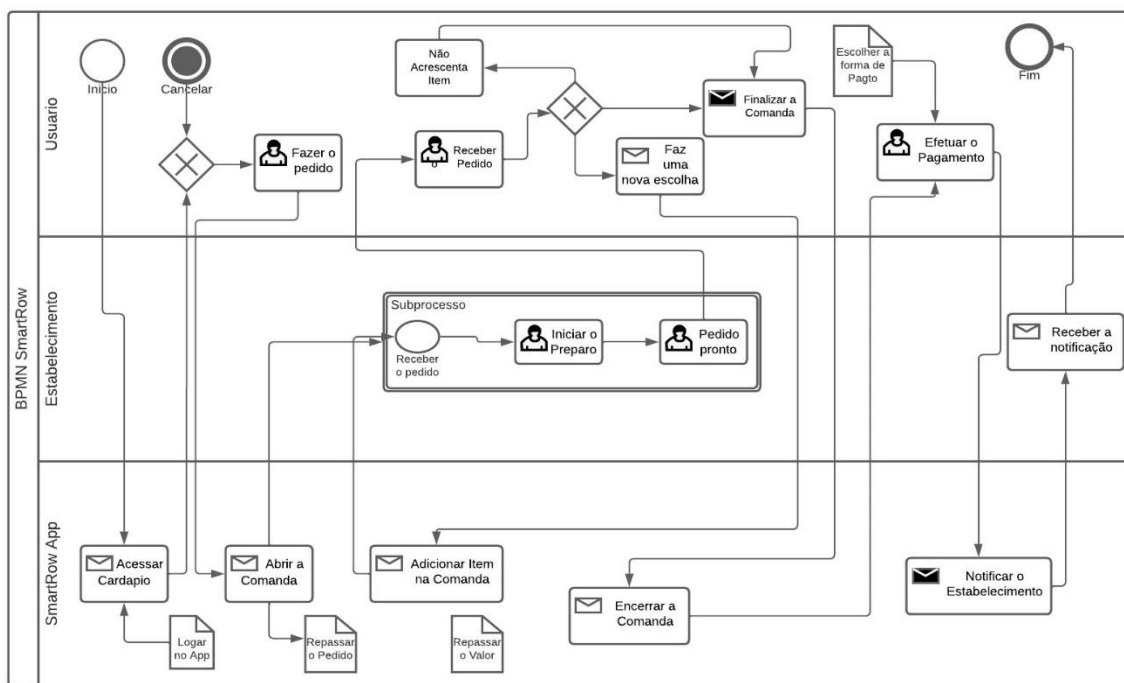 BPMN SmartRow
Usuario
Inicio
Cancelar
Fazer o
pedido
Não
Acrescenta
Item
Receber
Pedido
Finalizar a
Comanda
Faz
uma
nova escolha
Escolher a
forma de
Pagto
Efetuar o
Pagamento
Fim
Estabelecimento
Subprocesso
Receber
o pedido
Iniciar o
Preparo
Pedido
pronto
Receber a
notificação
SmartRow App
Acessar
Cardapio
Logar
no App
Abrir a
Comanda
Repassar
o Pedido
Adicionar Item
na Comanda
Repassar
o Valor
Encerrar a
Comanda
Notificar o
Estabelecimento